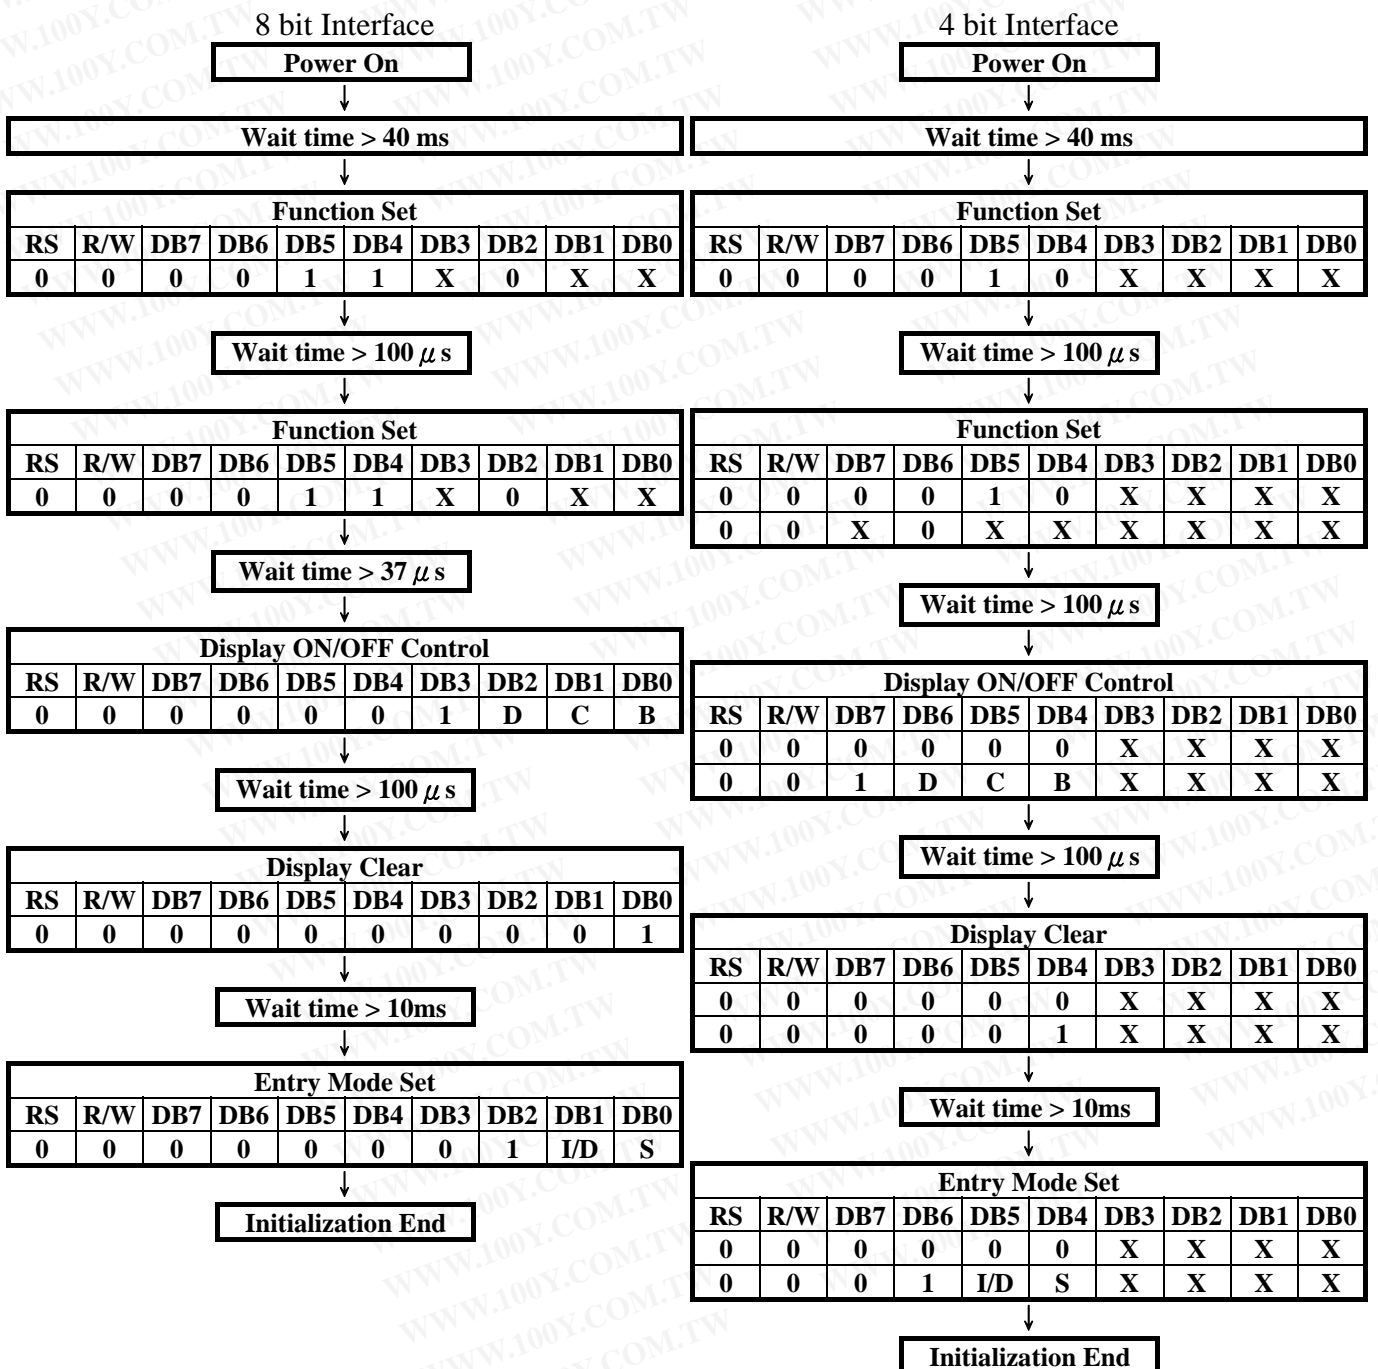 8 bit Interface
Power On
Wait time > 40 ms
Function Set
RS R/W DB7 DB6 DB5 DB4 DB3 DB2 DB1 DB0
0 0 0 0 1 1 X 0 X X
Wait time > 100 μ s
Function Set
RS R/W DB7 DB6 DB5 DB4 DB3 DB2 DB1 DB0
0 0 0 0 1 1 X 0 X X
Wait time > 37 μ s
Display ON/OFF Control
RS R/W DB7 DB6 DB5 DB4 DB3 DB2 DB1 DB0
0 0 0 0 0 0 1 D C B
Wait time > 100 μ s
Display Clear
RS R/W DB7 DB6 DB5 DB4 DB3 DB2 DB1 DB0
0 0 0 0 0 0 0 0 0 1
Wait time > 10ms
Entry Mode Set
RS R/W DB7 DB6 DB5 DB4 DB3 DB2 DB1 DB0
0 0 0 0 0 0 0 1 I/D S
Initialization End
4 bit Interface
Power On
Wait time > 40 ms
Function Set
RS R/W DB7 DB6 DB5 DB4 DB3 DB2 DB1 DB0
0 0 0 0 1 0 X X X X
Wait time > 100 μ s
Function Set
RS R/W DB7 DB6 DB5 DB4 DB3 DB2 DB1 DB0
0 0 0 0 1 0 X X X X
0 0 X 0 X X X X X X
Wait time > 100 μ s
Display ON/OFF Control
RS R/W DB7 DB6 DB5 DB4 DB3 DB2 DB1 DB0
0 0 0 0 0 0 X X X X
0 0 1 D C B X X X X
Wait time > 100 μ s
Display Clear
RS R/W DB7 DB6 DB5 DB4 DB3 DB2 DB1 DB0
0 0 0 0 0 0 X X X X
0 0 0 0 0 1 X X X X
Wait time > 10ms
Entry Mode Set
RS R/W DB7 DB6 DB5 DB4 DB3 DB2 DB1 DB0
0 0 0 0 0 0 X X X X
0 0 0 1 I/D S X X X X
Initialization End
WWW.100Y.COM.TW